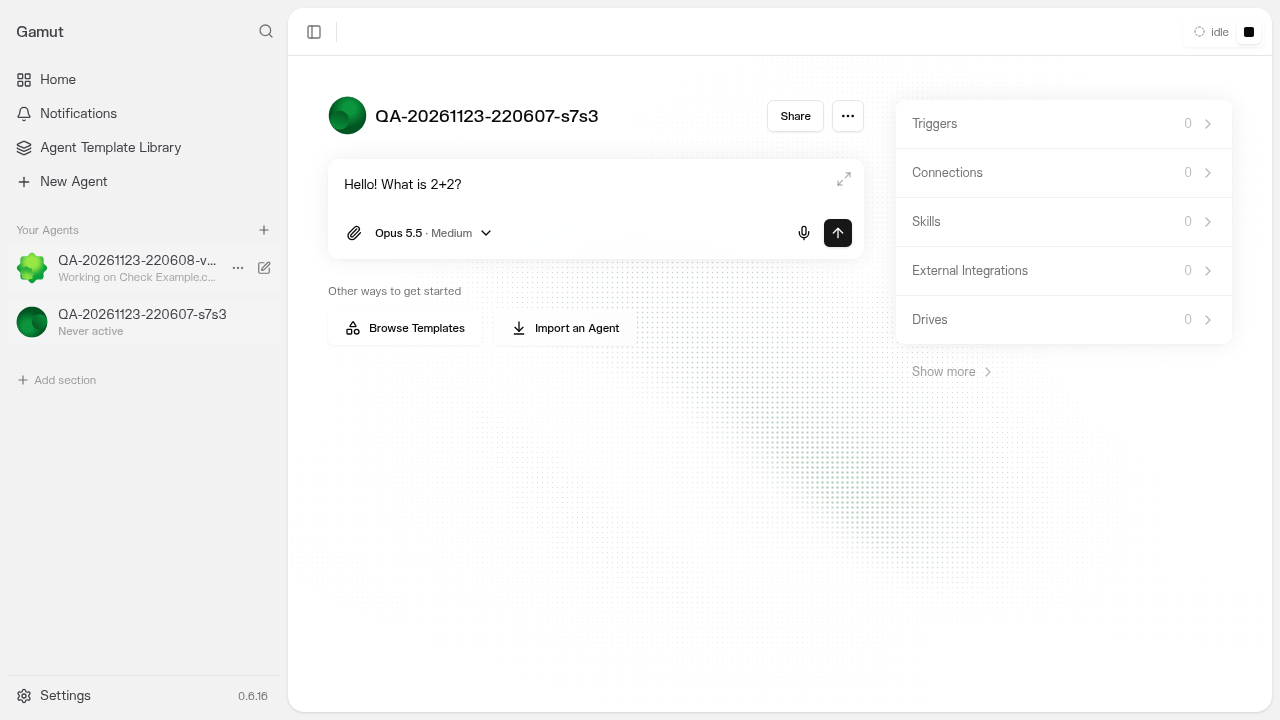 Gamut
Home
Notifications
Agent Template Library
New Agent
Your Agents
QA-20261123-220608-v...
Working on Check Example.c...
QA-20261123-220607-s7s3
Never active
Add section
Settings
0.6.16
idle
QA-20261123-220607-s7s3
Share
Hello! What is 2+2?
Opus 5.5 · Medium
Other ways to get started
Browse Templates
Import an Agent
Triggers 0
Connections 0
Skills 0
External Integrations 0
Drives 0
Show more